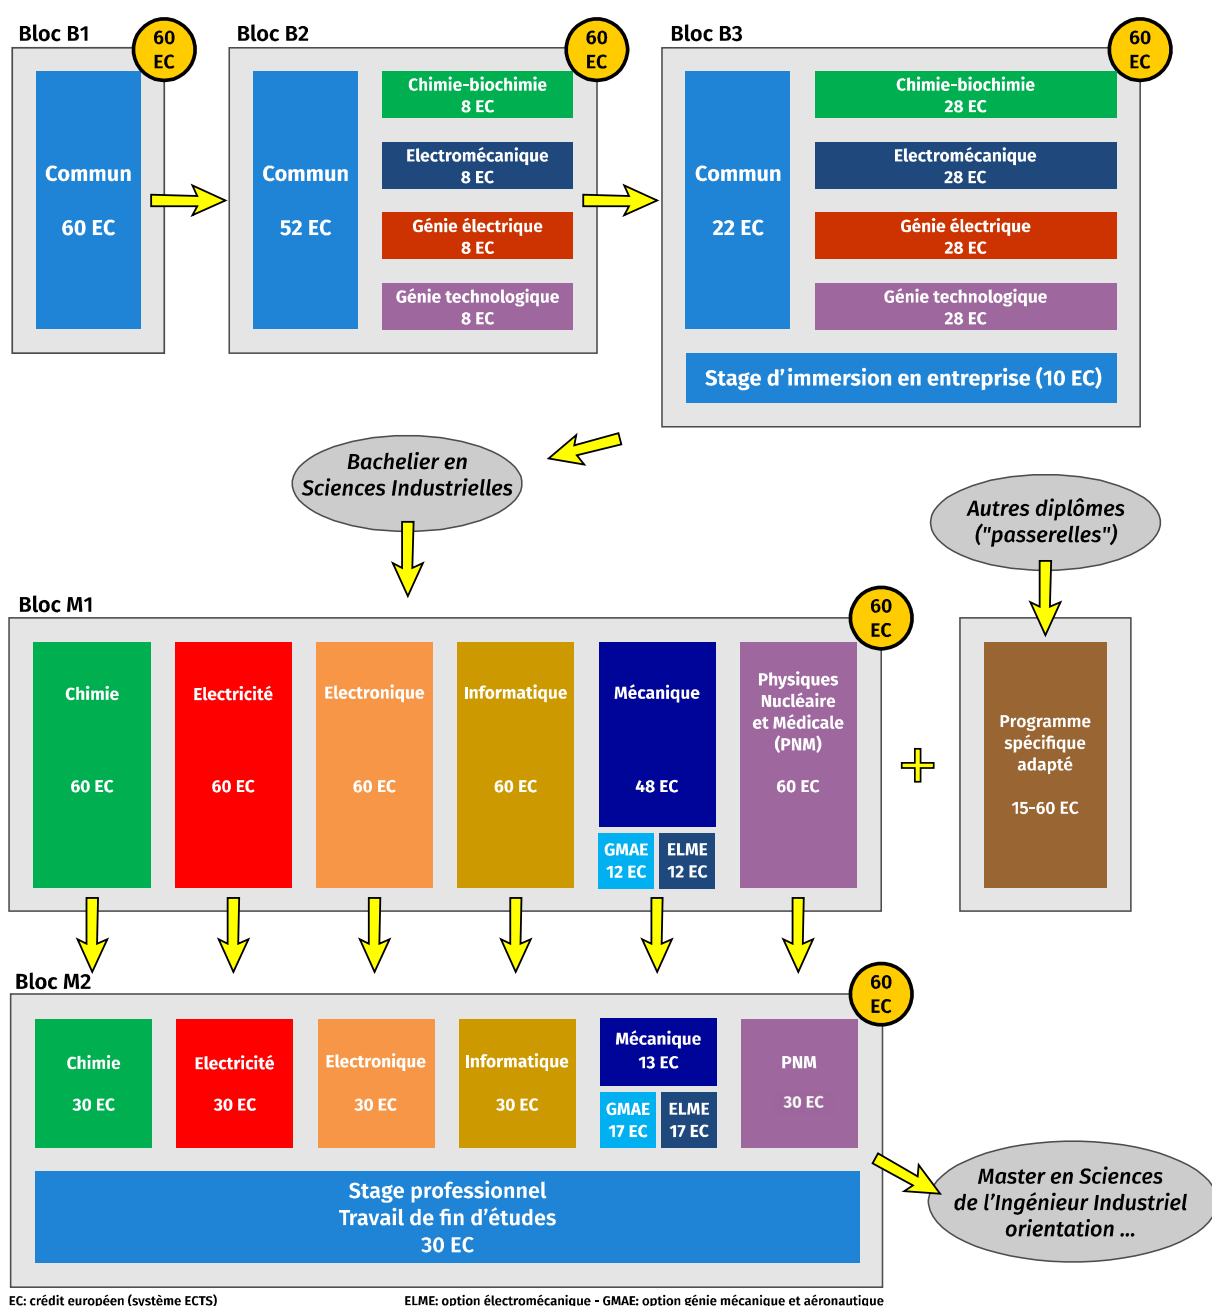 Bloc B1
60
EC
Commun
60 EC
Bloc B2
60
EC
Commun
52 EC
Chimie-biochimie
8 EC
Electromécanique
8 EC
Génie électrique
8 EC
Génie technologique
8 EC
Bloc B3
60
EC
Commun
22 EC
Chimie-biochimie
28 EC
Electromécanique
28 EC
Génie électrique
28 EC
Génie technologique
28 EC
Stage d'immersion en entreprise (10 EC)
Bachelier en
Sciences Industrielles
Autres diplômes
("passerelles")
Bloc M1
60
EC
Chimie
60 EC
Electricité
60 EC
Electronique
60 EC
Informatique
60 EC
Mécanique
48 EC
GMAE
12 EC
ELME
12 EC
Physiques
Nucléaire
et Médicale
(PNM)
60 EC
+
Programme
spécifique
adapté
15-60 EC
Bloc M2
60
EC
Chimie
30 EC
Electricité
30 EC
Electronique
30 EC
Informatique
30 EC
Mécanique
13 EC
GMAE
17 EC
ELME
17 EC
PNM
30 EC
Stage professionnel
Travail de fin d'études
30 EC
Master en Sciences
de l'Ingénieur Industriel
orientation ...
EC: crédit européen (système ECTS)
ELME: option électromécanique - GMAE: option génie mécanique et aéronautique